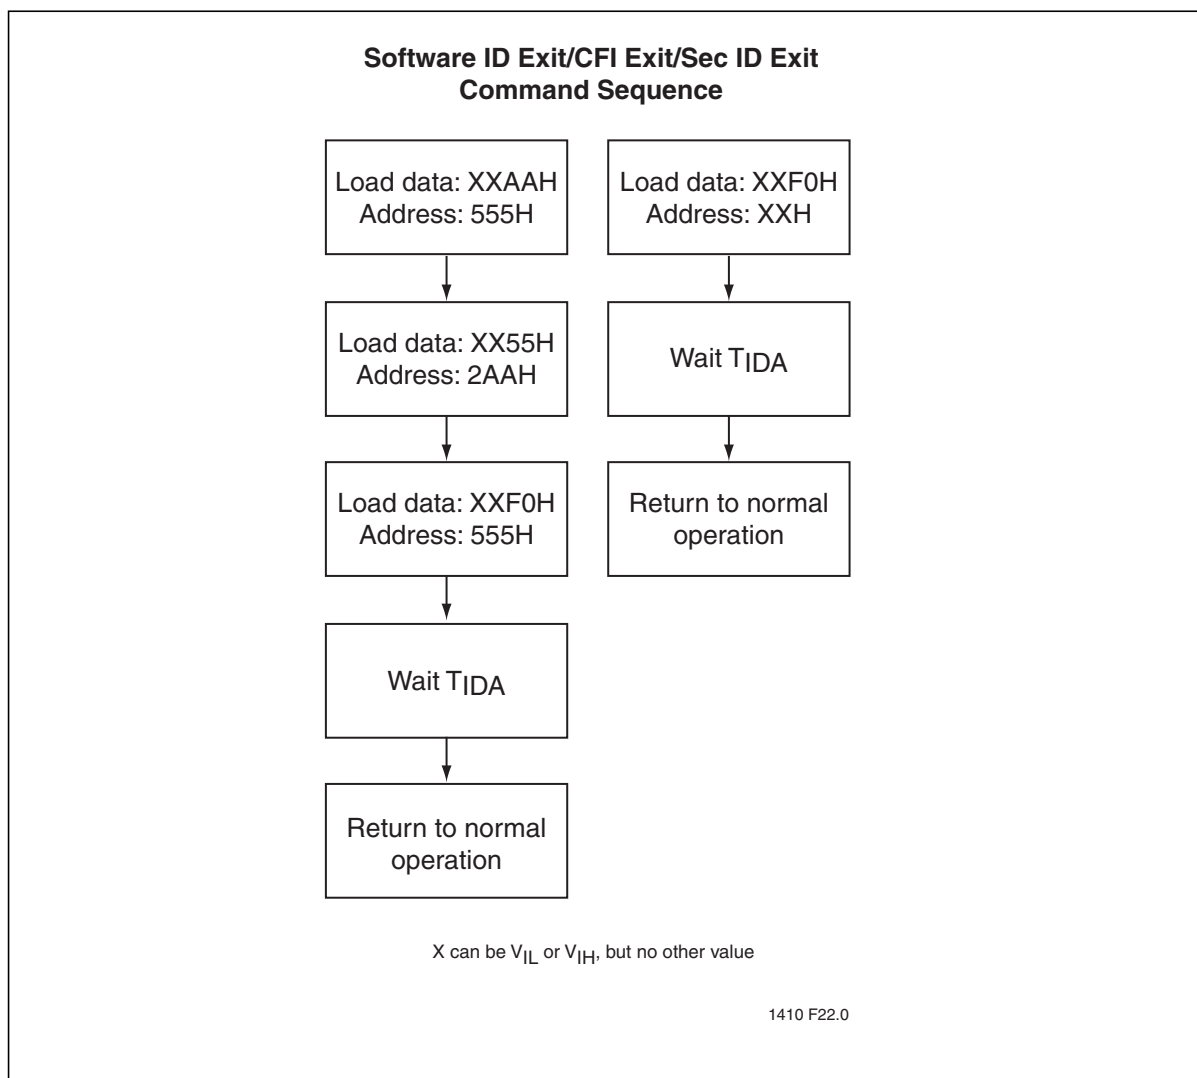 Software ID Exit/CFI Exit/Sec ID Exit
Command Sequence
Load data: XXAAH
Address: 555H
Load data: XX55H
Address: 2AAH
Load data: XXF0H
Address: 555H
Wait TIDA
Return to normal
operation
Load data: XXF0H
Address: XXH
Wait TIDA
Return to normal
operation
X can be VIL or VIH, but no other value
1410 F22.0